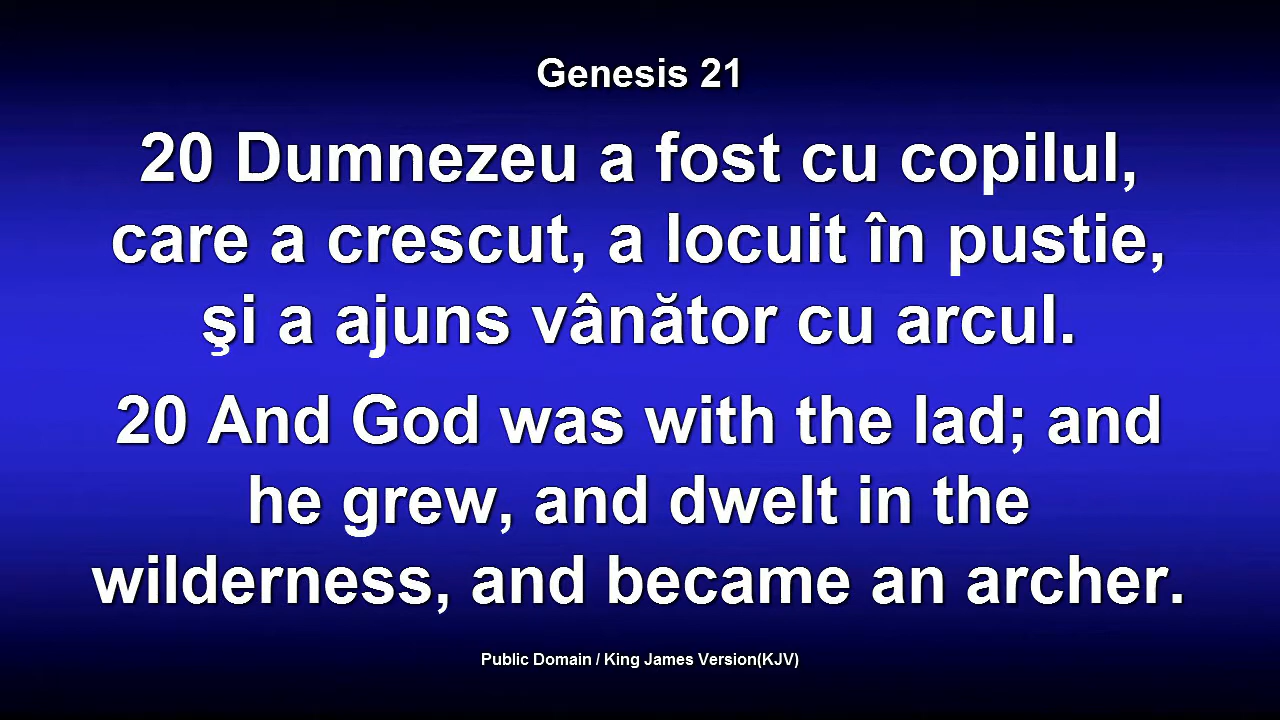 Genesis 21
20 Dumnezeu a fost cu copilul,
care a crescut, a locuit în pustie,
şi a ajuns vânător cu arcul.
20 And God was with the lad; and
he grew, and dwelt in the
wilderness, and became an archer.
Public Domain / King James Version(KJV)